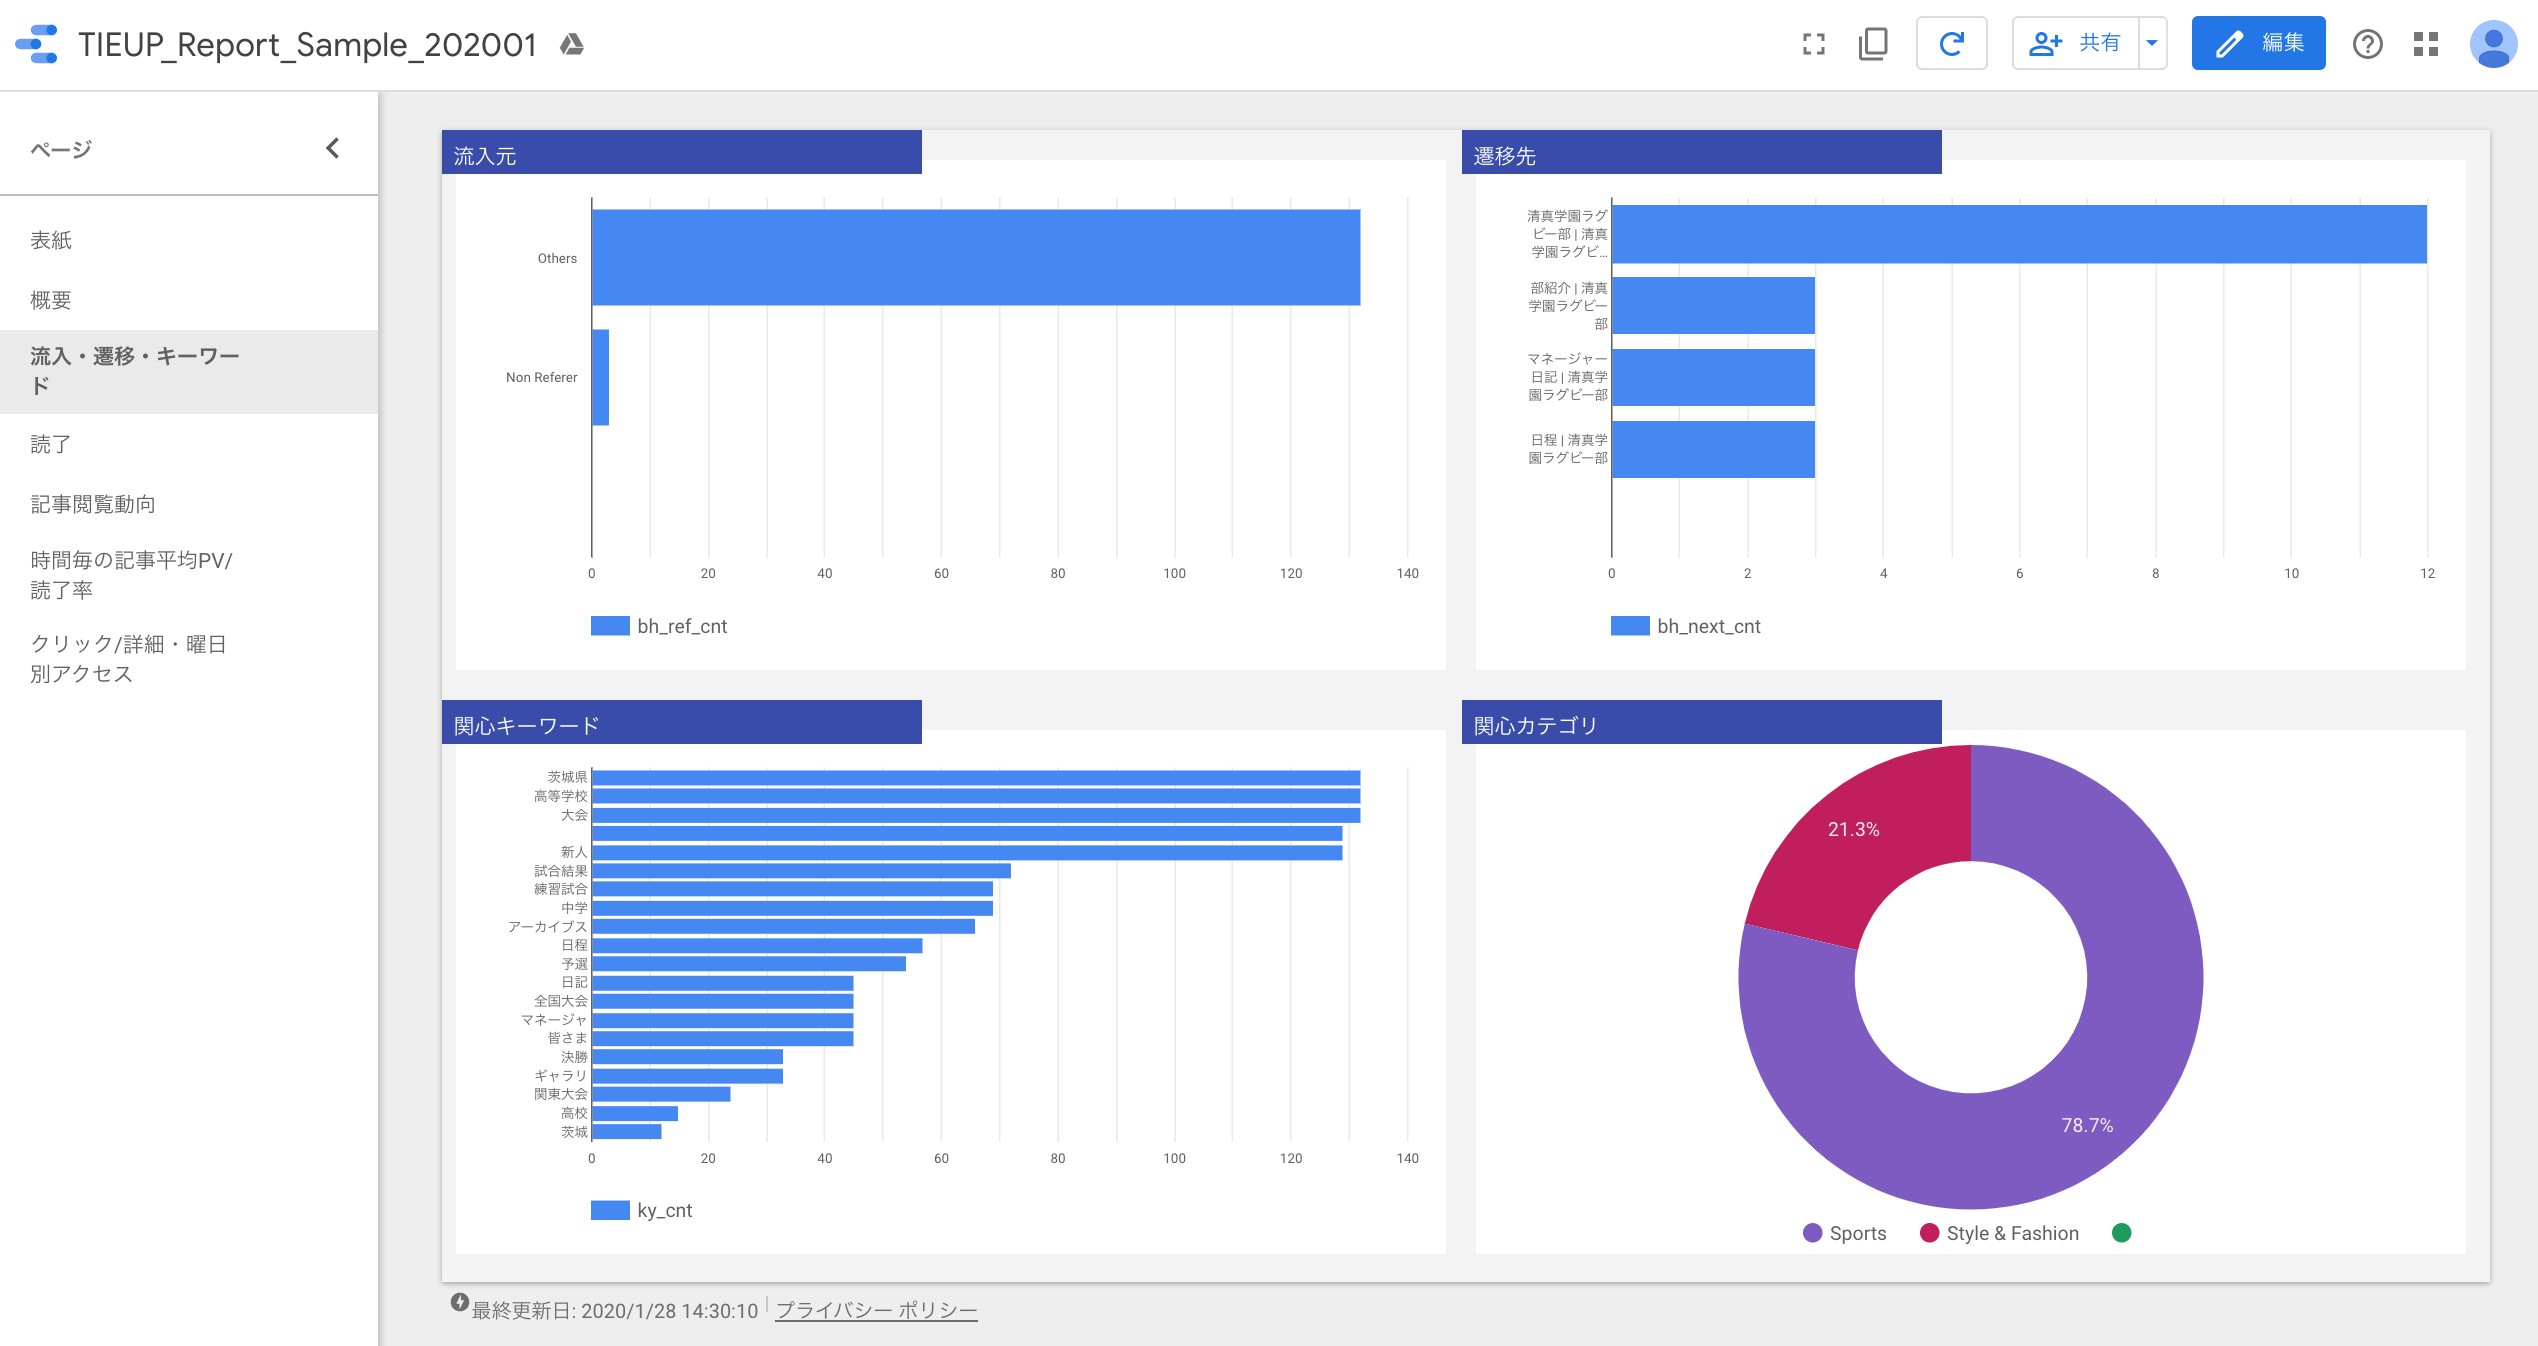 TIEUP_Report_Sample_202001
共有
編集
ページ
表紙
概要
流入・遷移・キーワー
ド
読了
記事閲覧動向
時間毎の記事平均PV/
読了率
クリック/詳細・曜日
別アクセス
流入元
Others
Non Referer
0 20 40 60 80 100 120 140
bh_ref_cnt
遷移先
清真学園ラグ
ビー部 | 清真
学園ラグビ...
部紹介 | 清真
学園ラグビー
部
マネージャー
日記 | 清真学
園ラグビー部
日程 | 清真学
園ラグビー部
0 2 4 6 8 10 12
bh_next_cnt
関心キーワード
茨城県
高等学校
大会
新人
試合結果
練習試合
中学
アーカイブス
日程
予選
日記
全国大会
マネージャ
皆さま
決勝
ギャラリ
関東大会
高校
茨城
0 20 40 60 80 100 120 140
ky_cnt
関心カテゴリ
21.3%
78.7%
Sports Style & Fashion
最終更新日: 2020/1/28 14:30:10 プライバシー ポリシー